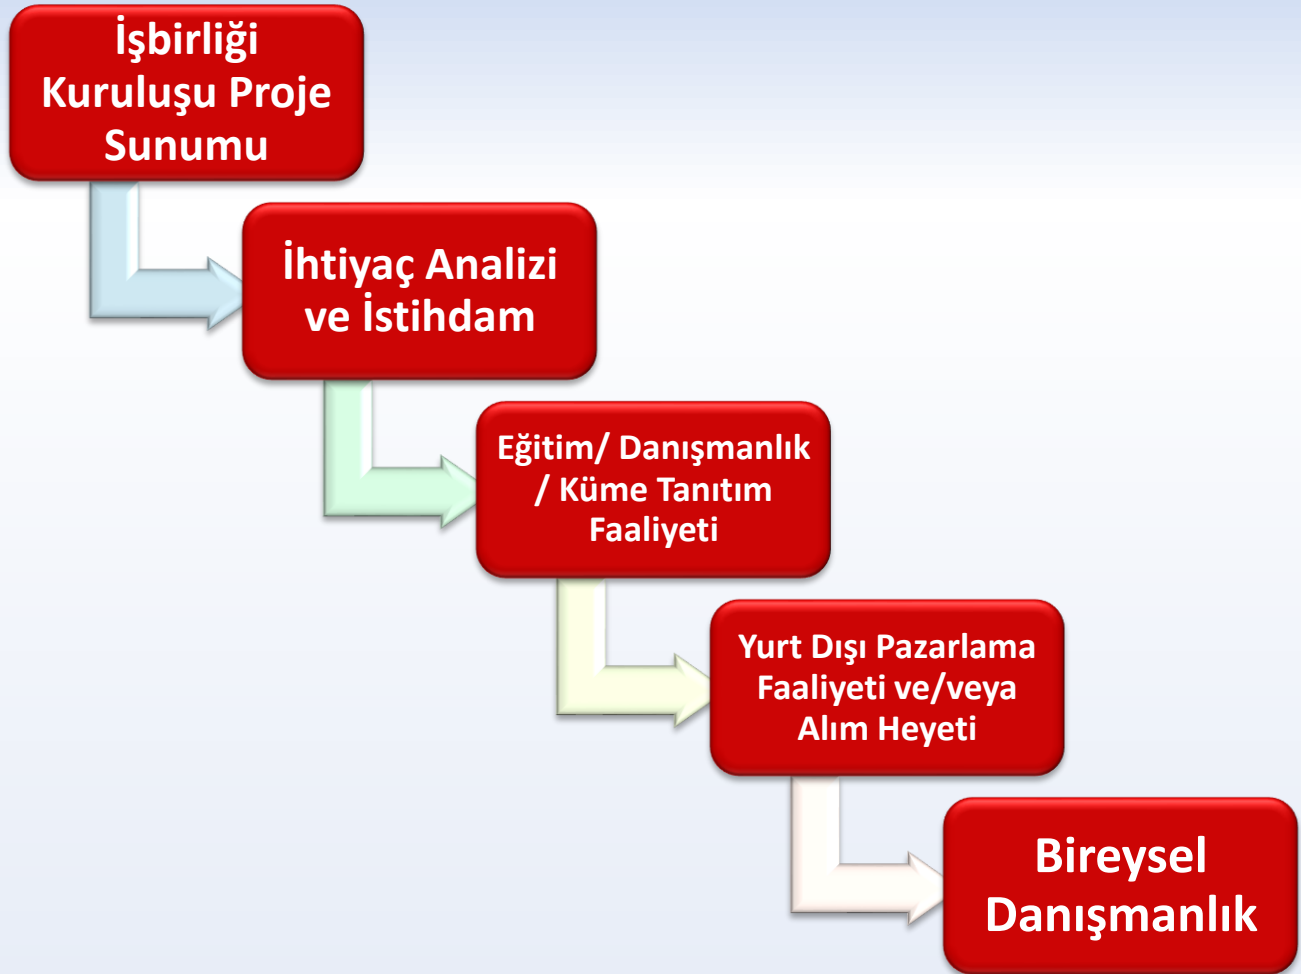 İşbirliği
Kuruluşu Proje
Sunumu
İhtiyaç Analizi
ve İstihdam
Eğitim/ Danışmanlık
/ Küme Tanıtım
Faaliyeti
Yurt Dışı Pazarlama
Faaliyeti ve/veya
Alım Heyeti
Bireysel
Danışmanlık